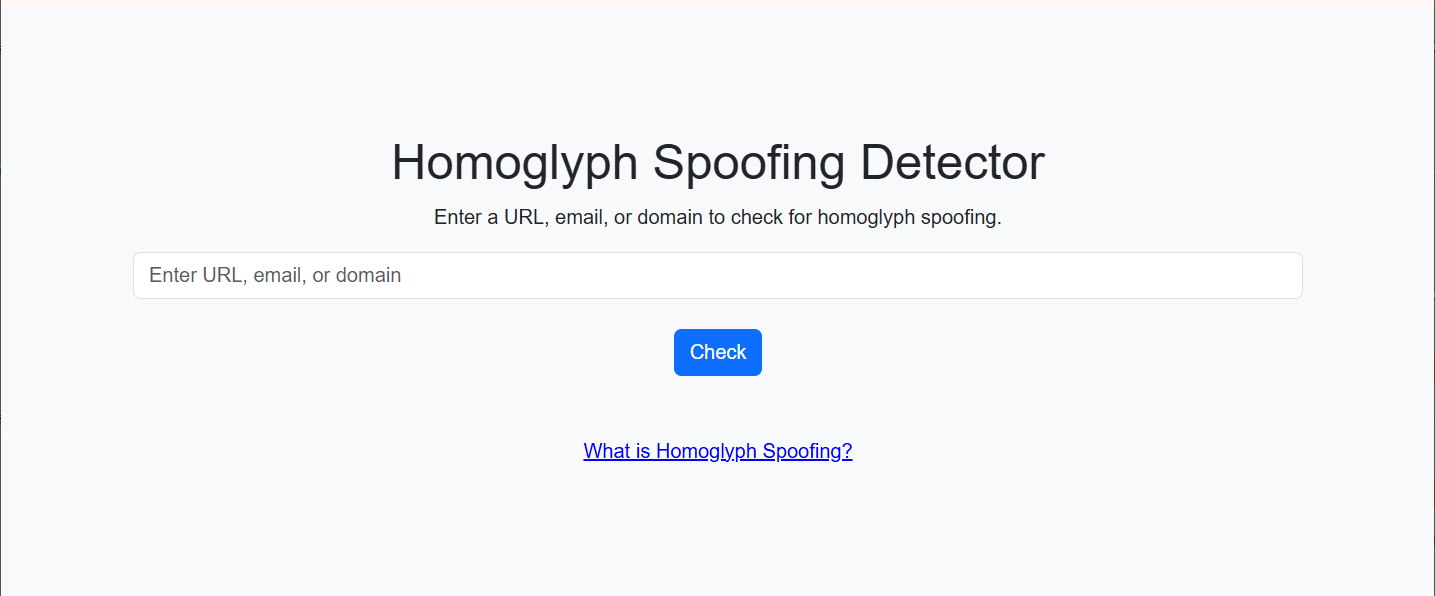 Homoglyph Spoofing Detector
Enter a URL, email, or domain to check for homoglyph spoofing.
Enter URL, email, or domain
Check
What is Homoglyph Spoofing?